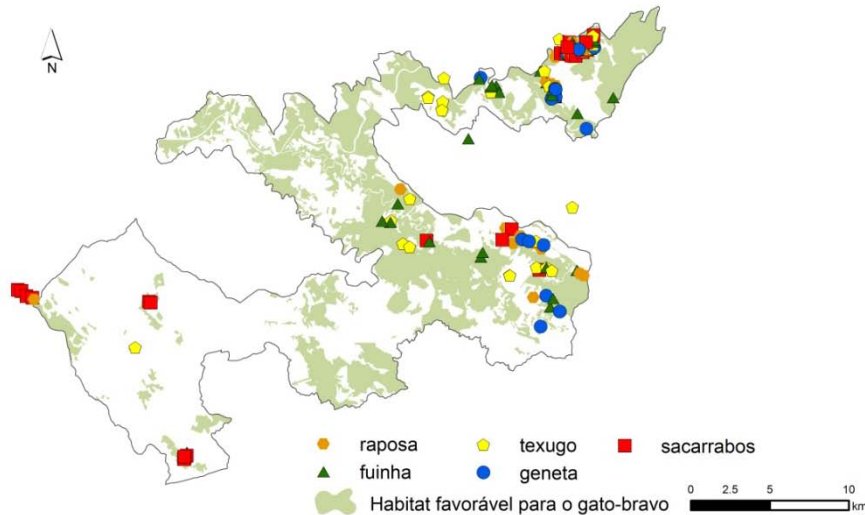 N
raposa texugo sacarrabos
fuinha geneta
Habitat favorável para o gato-bravo
0 2.5 5 10
km